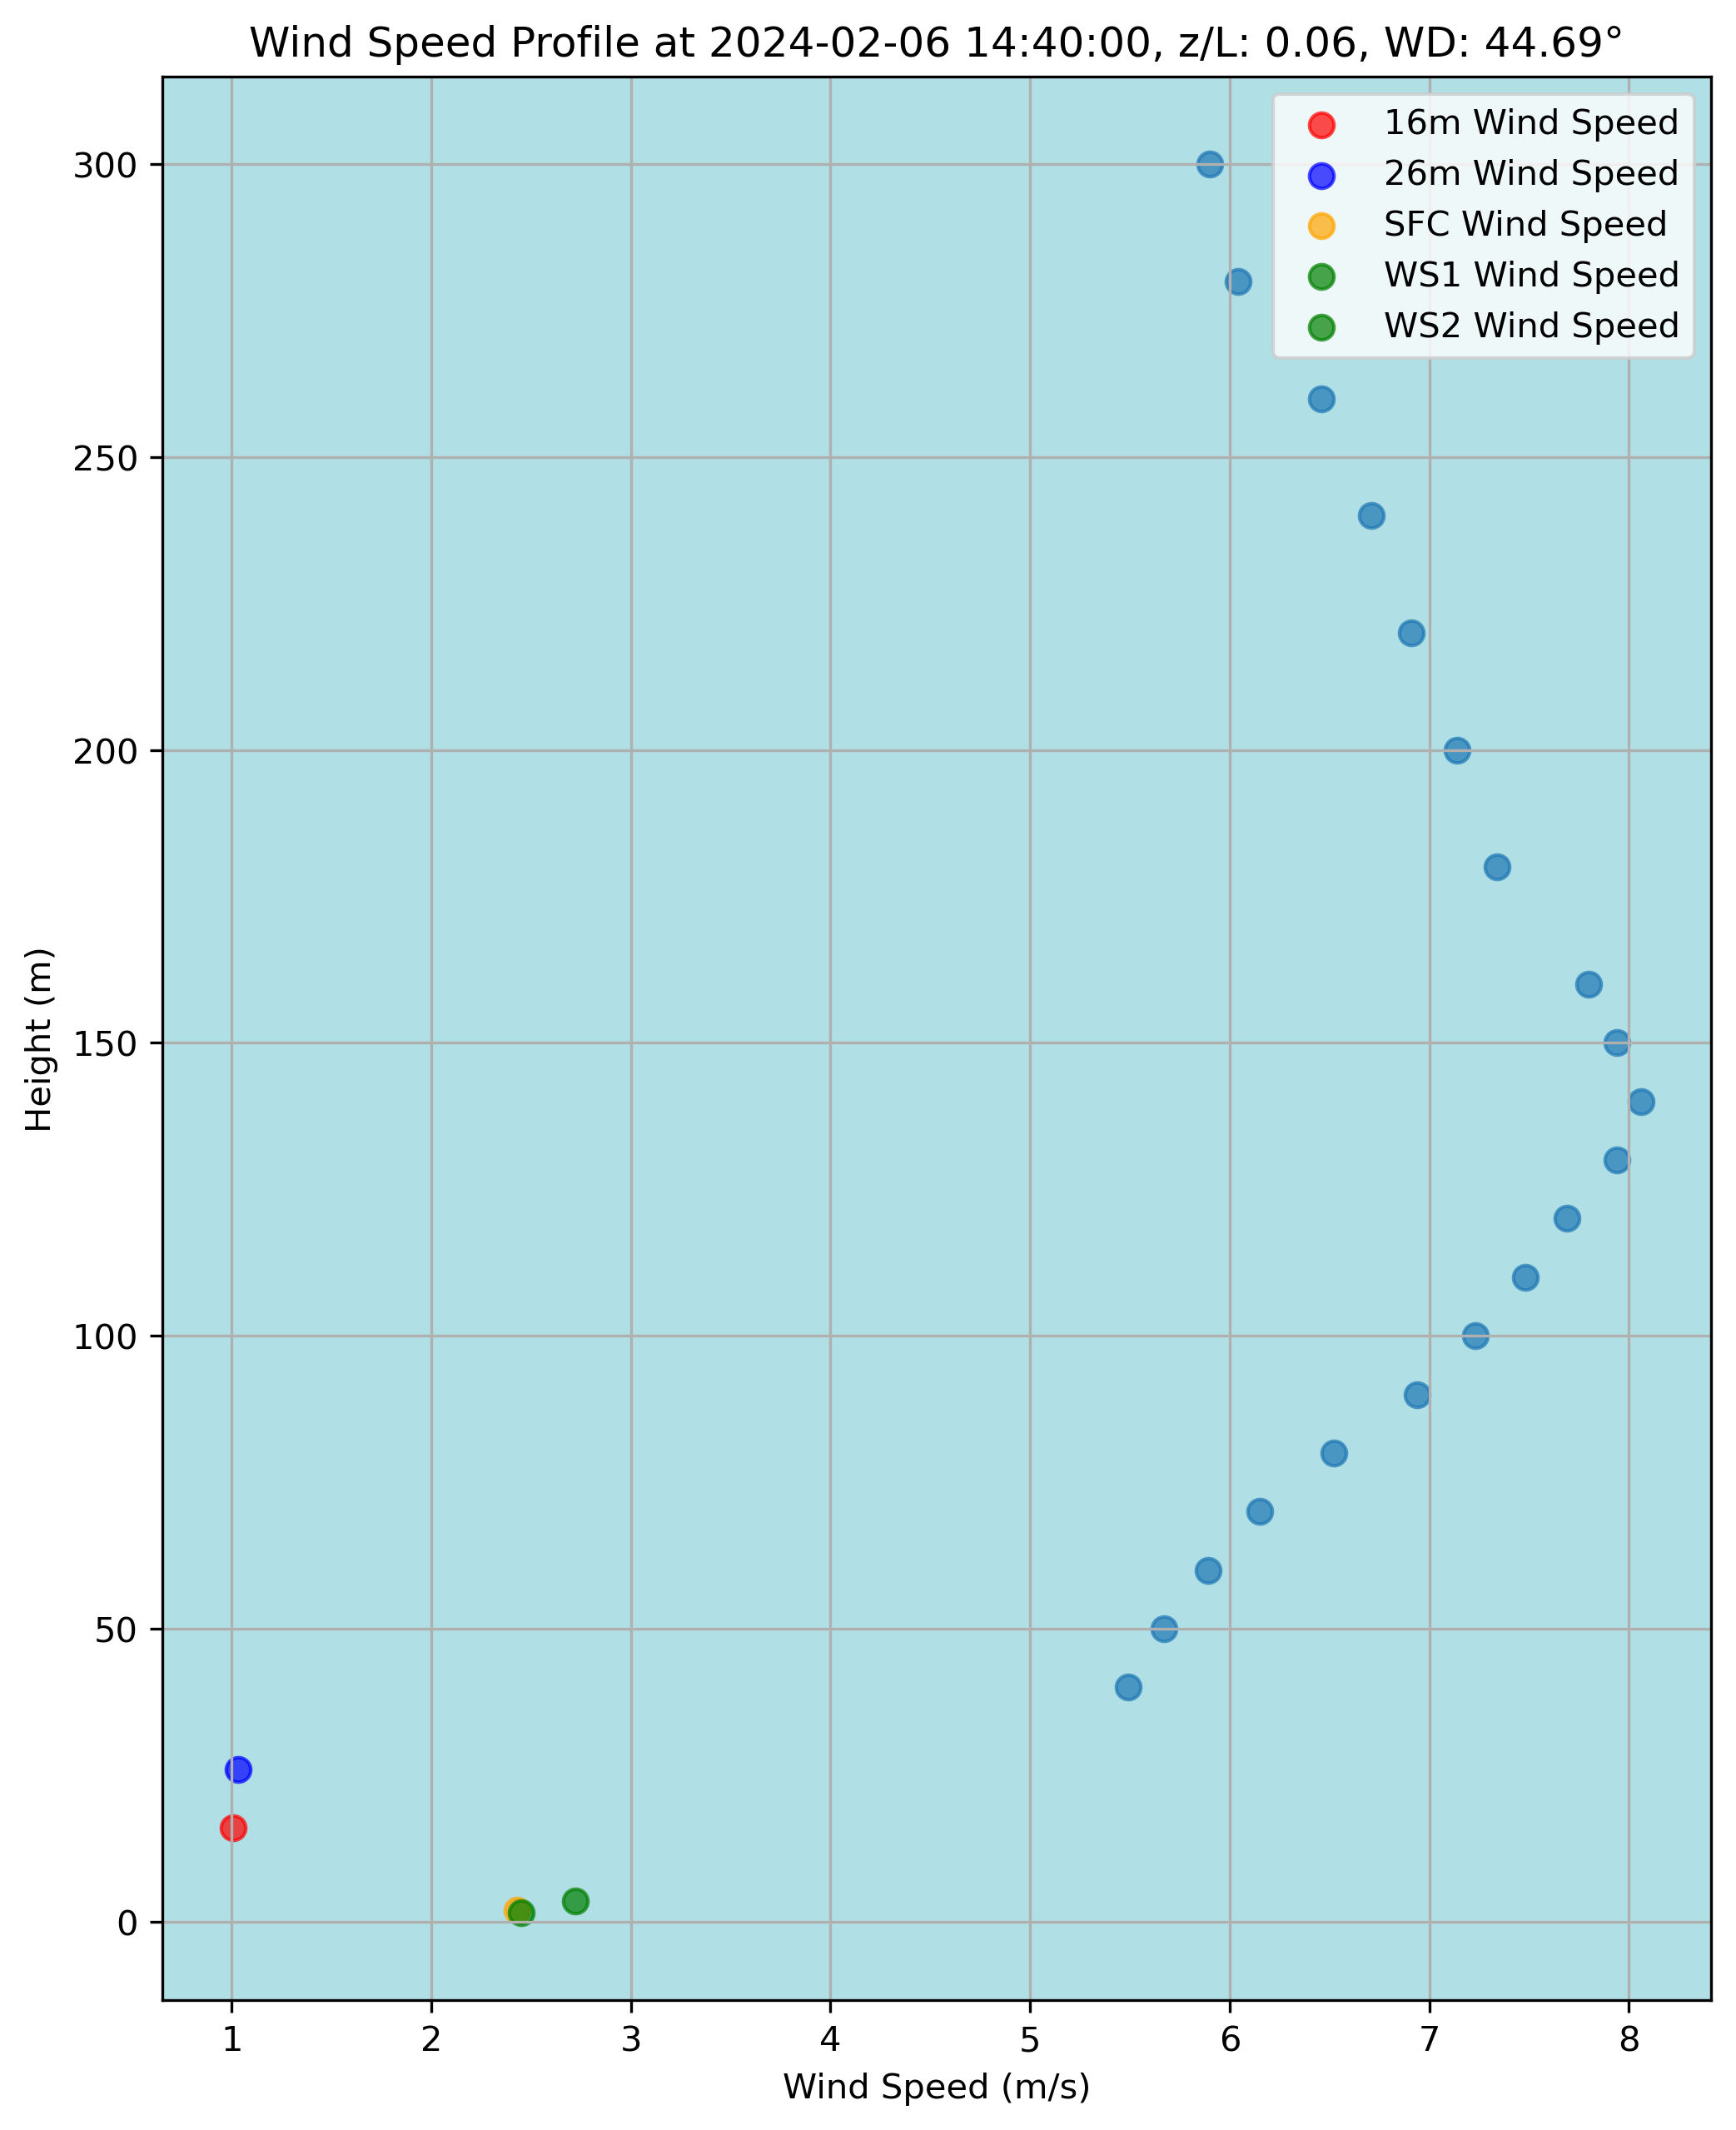 Wind Speed Profile at 2024-02-06 14:40:00, z/L: 0.06, WD: 44.69°
16m Wind Speed
26m Wind Speed
SFC Wind Speed
WS1 Wind Speed
WS2 Wind Speed
300
250
200
150
100
50
0
Height (m)
1 2 3 4 5 6 7 8
Wind Speed (m/s)